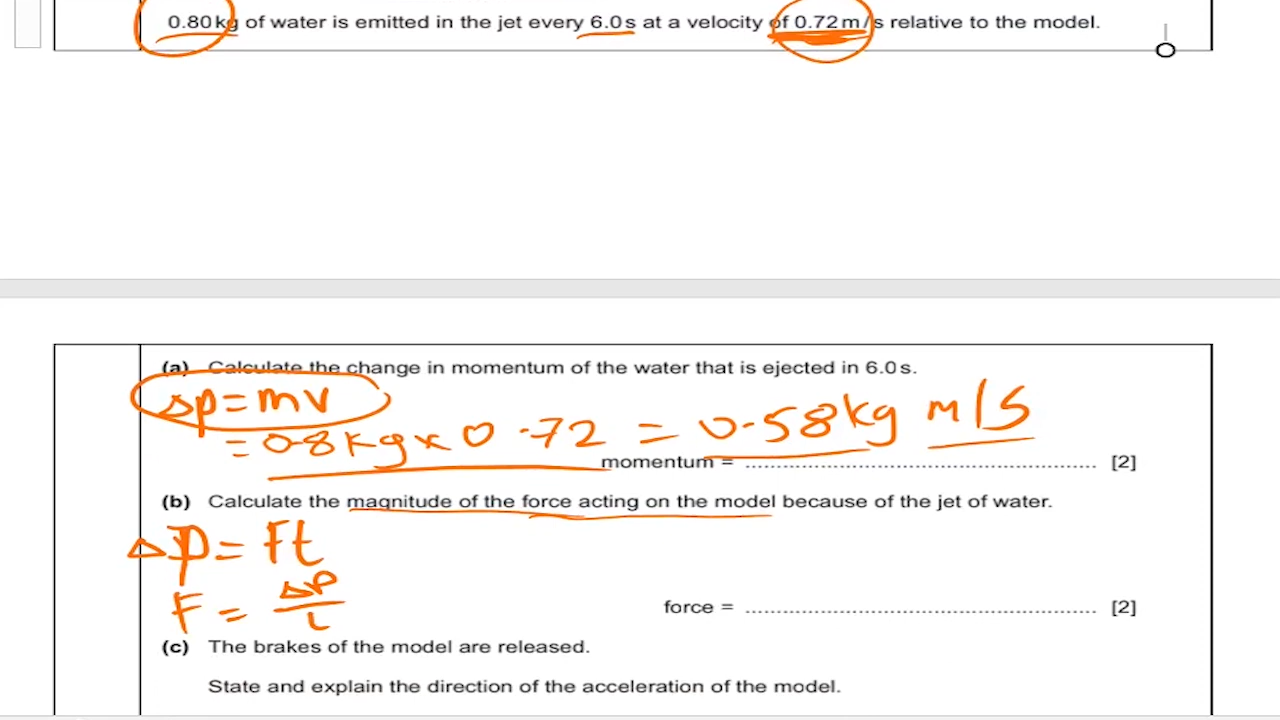 0.80 kg of water is emitted in the jet every 6.0 s at a velocity of 0.72 m/s relative to the model.
(a) Calculate the change in momentum of the water that is ejected in 6.0 s.
Δp = mv
= 0.8kg × 0.72 = 0.58kg m/s
momentum = ............................................................ [2]
(b) Calculate the magnitude of the force acting on the model because of the jet of water.
Δp = Ft
F = Δp
force = ............................................................ [2]
(c) The brakes of the model are released.
State and explain the direction of the acceleration of the model.